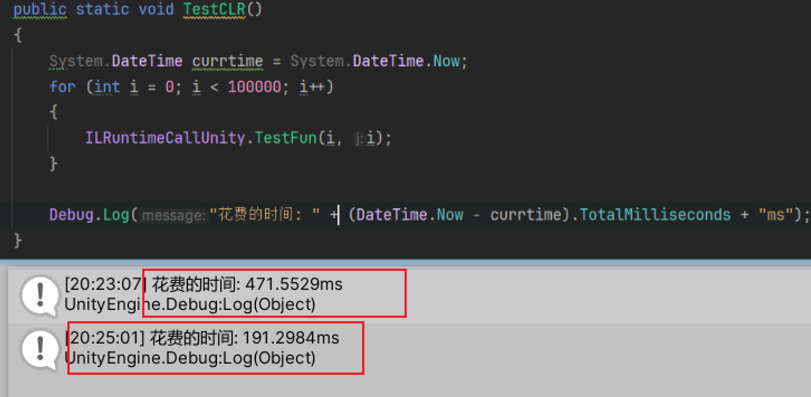 public static void TestCLR()
{
System.DateTime currtime = System.DateTime.Now;
for (int i = 0; i < 100000; i++)
{
ILRuntimeCallUnity.TestFun(i, j: i);
}
Debug.Log(message: "花费的时间: " + (DateTime.Now - currtime).TotalMilliseconds + "ms");
}
[20:23:07] 花费的时间: 471.5529ms
UnityEngine.Debug:Log(Object)
[20:25:01] 花费的时间: 191.2984ms
UnityEngine.Debug:Log(Object)